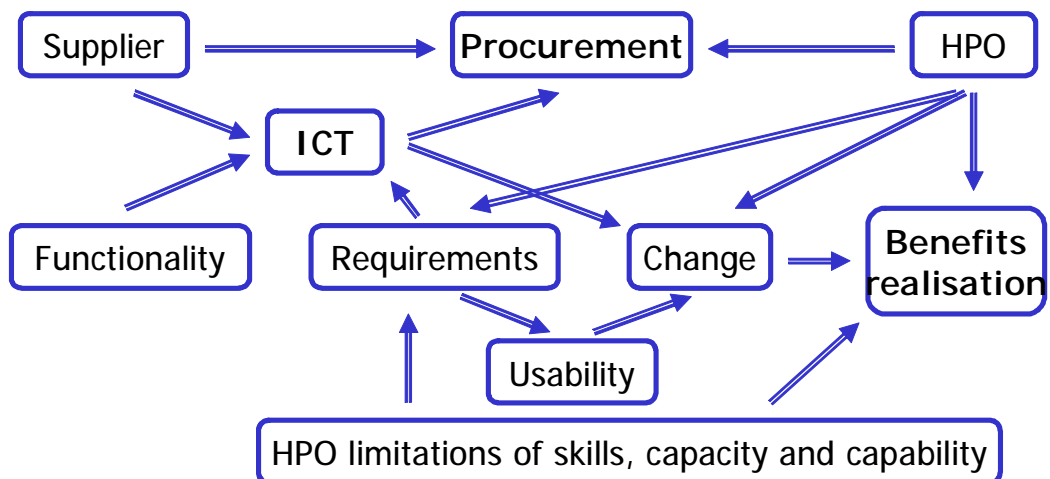 Supplier
Procurement
HPO
ICT
Functionality
Requirements
Change
Benefits
realisation
Usability
HPO limitations of skills, capacity and capability